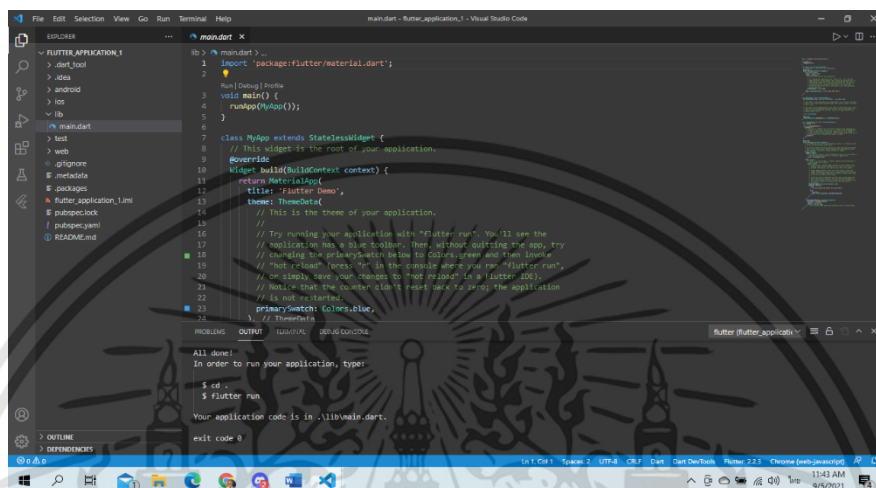 File Edit Selection View Go Run Terminal Help
main.dart - flutter_application_1 - Visual Studio Code
EXPLORER
FLUTTER_APPLICATION_1
.dart_tool
.idea
android
ios
lib
main.dart
test
web
.gitignore
.metadata
.packages
flutter_application_1.iml
pubspec.lock
pubspec.yaml
README.md
OUTLINE
DEPENDENCIES
main.dart
lib > main.dart > ...
1 import 'package:flutter/material.dart';
2
Run | Debug | Profile
3 void main() {
4 runApp(MyApp());
5 }
6
7 class MyApp extends StatelessWidget {
8 // This widget is the root of your application.
9 @override
10 Widget build(BuildContext context) {
11 return MaterialApp(
12 title: 'Flutter Demo',
13 theme: ThemeData(
14 // This is the theme of your application.
15 //
16 // Try running your application with "flutter run". You'll see the
17 // application has a blue toolbar. Then, without quitting the app, try
18 // changing the primarySwatch below to Colors.green and then invoke
19 // "hot reload" (press "r" in the console where you ran "flutter run",
20 // or simply save your changes to "hot reload" in a Flutter IDE).
21 // Notice that the counter didn't reset back to zero; the application
22 // is not restarted.
23 primarySwatch: Colors.blue,
24 ), // ThemeData
PROBLEMS OUTPUT TERMINAL DEBUG CONSOLE
flutter (flutter_applicati
All done!
In order to run your application, type:
$ cd .
$ flutter run
Your application code is in .\lib\main.dart.
exit code 0
0 0
Ln 1, Col 1 Spaces: 2 UTF-8 CRLF Dart Dart DevTools Flutter: 2.2.3 Chrome (web-javascript)
ไทย
11:43 AM
9/5/2021